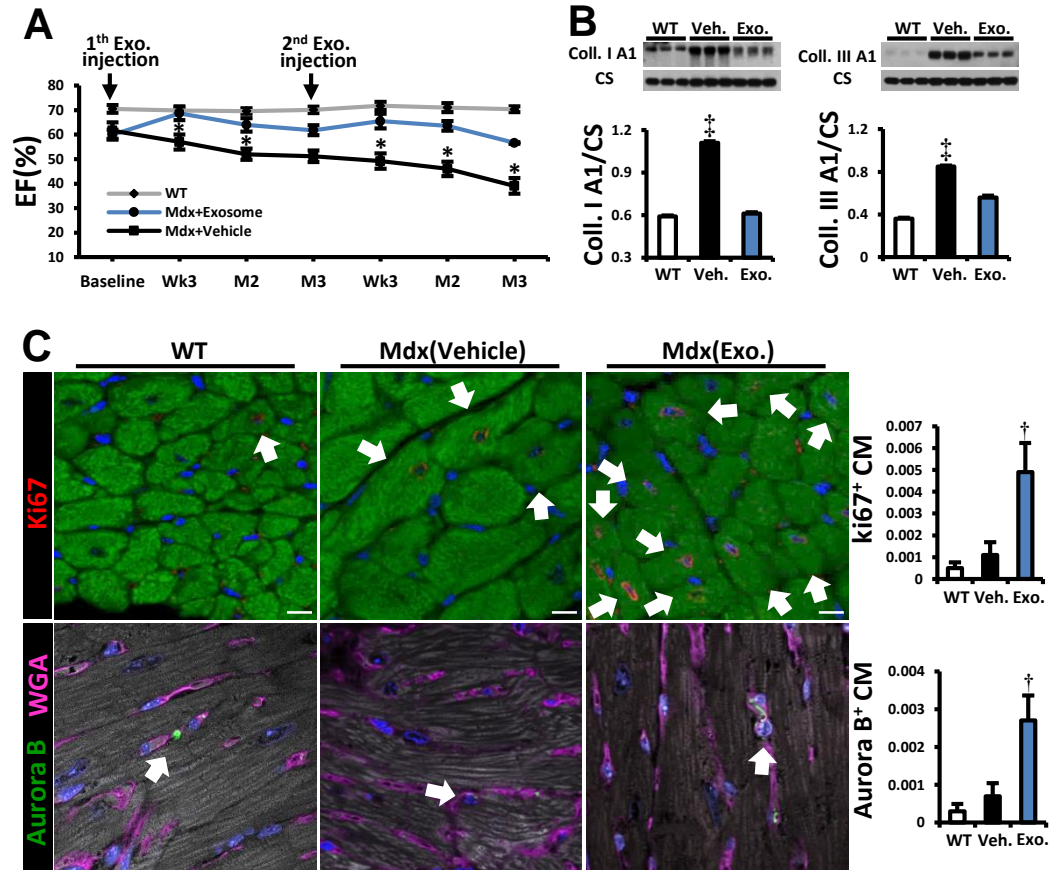 A
1th Exo.
injection
2nd Exo.
injection
EF(%)
80
70
60
50
40
30
20
10
*
*
*
*
*
WT
Mdx+Exosome
Mdx+Vehicle
Baseline
Wk3
M2
M3
Wk3
M2
M3
B
WT
Veh.
Exo.
Coll. I A1
CS
Coll. I A1/CS
1.2
0.9
0.6
0.3
‡
WT
Veh.
Exo.
WT
Veh.
Exo.
Coll. III A1
CS
Coll. III A1/CS
1.2
0.8
0.4
0
‡
WT
Veh.
Exo.
C
WT
Mdx(Vehicle)
Mdx(Exo.)
Ki67
ki67+ CM
0.007
0.006
0.005
0.004
0.003
0.002
0.001
0
†
WT
Veh.
Exo.
Aurora B WGA
Aurora B+ CM
0.004
0.003
0.002
0.001
0
†
WT
Veh.
Exo.